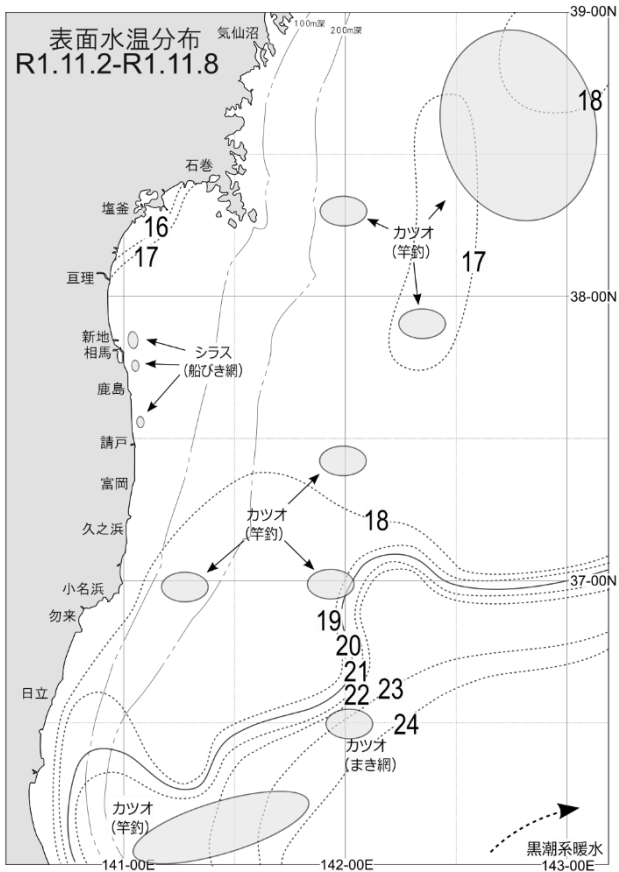 39-00N
表面水温分布
R1.11.2-R1.11.8
気仙沼
100m深
200m深
18
石巻
塩釜
16
17
カツオ
(竿釣)
17
亘理
38-00N
新地
相馬
シラス
(船びき網)
鹿島
請戸
富岡
カツオ
(竿釣)
18
久之浜
小名浜
37-00N
勿来
19
20
21
22
23
24
日立
カツオ
(まき網)
カツオ
(竿釣)
黒潮系暖水
141-00E
142-00E
143-00E